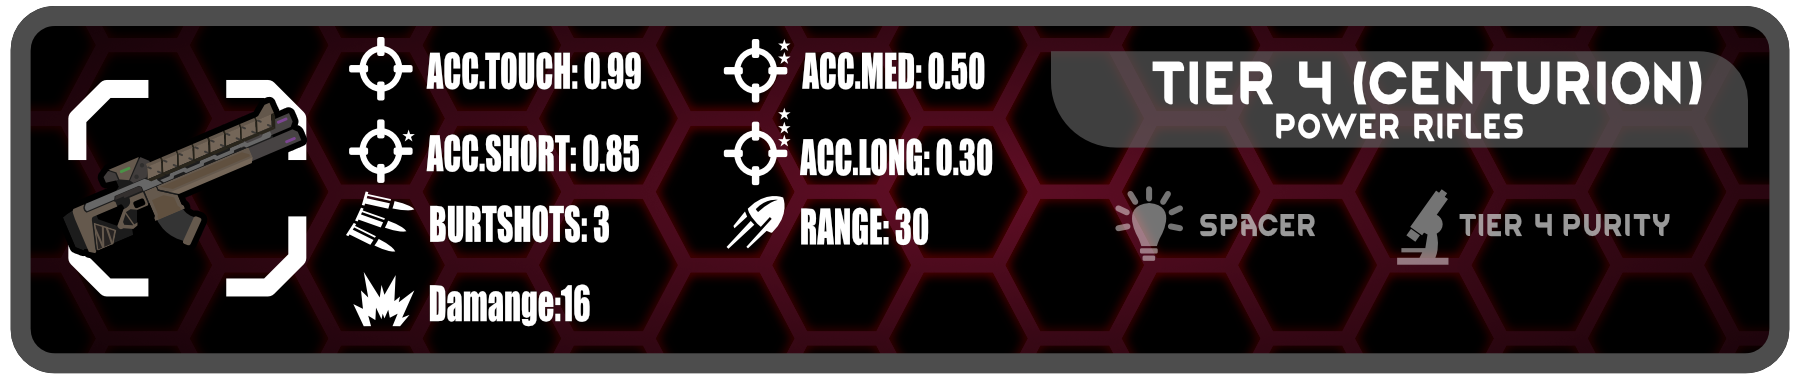 ACC.TOUCH: 0.99
ACC.MED: 0.50
TIER 4 (CENTURION)
POWER RIFLES
ACC.SHORT: 0.85
ACC.LONG: 0.30
BURTSHOTS: 3
RANGE: 30
SPACER
TIER 4 PURITY
Damange:16